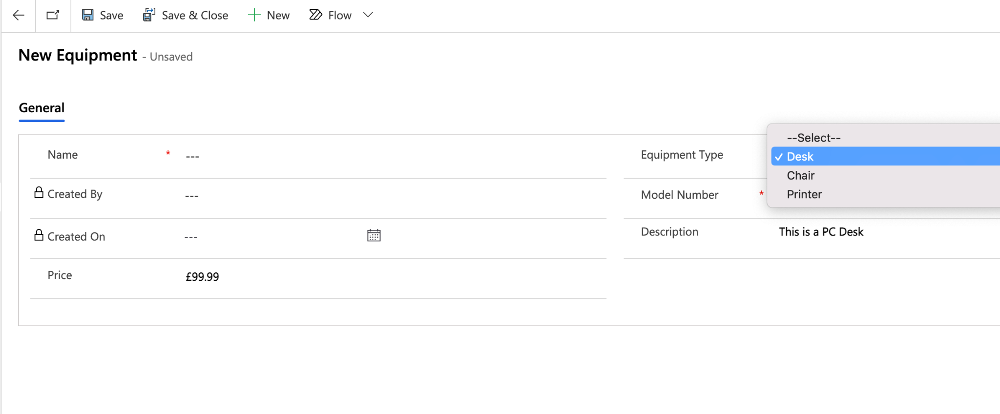 Save
Save & Close
New
Flow
New Equipment - Unsaved
General
Name * ---
Created By ---
Created On ---
Price £99.99
Equipment Type
Model Number *
Description This is a PC Desk
--Select--
Desk
Chair
Printer